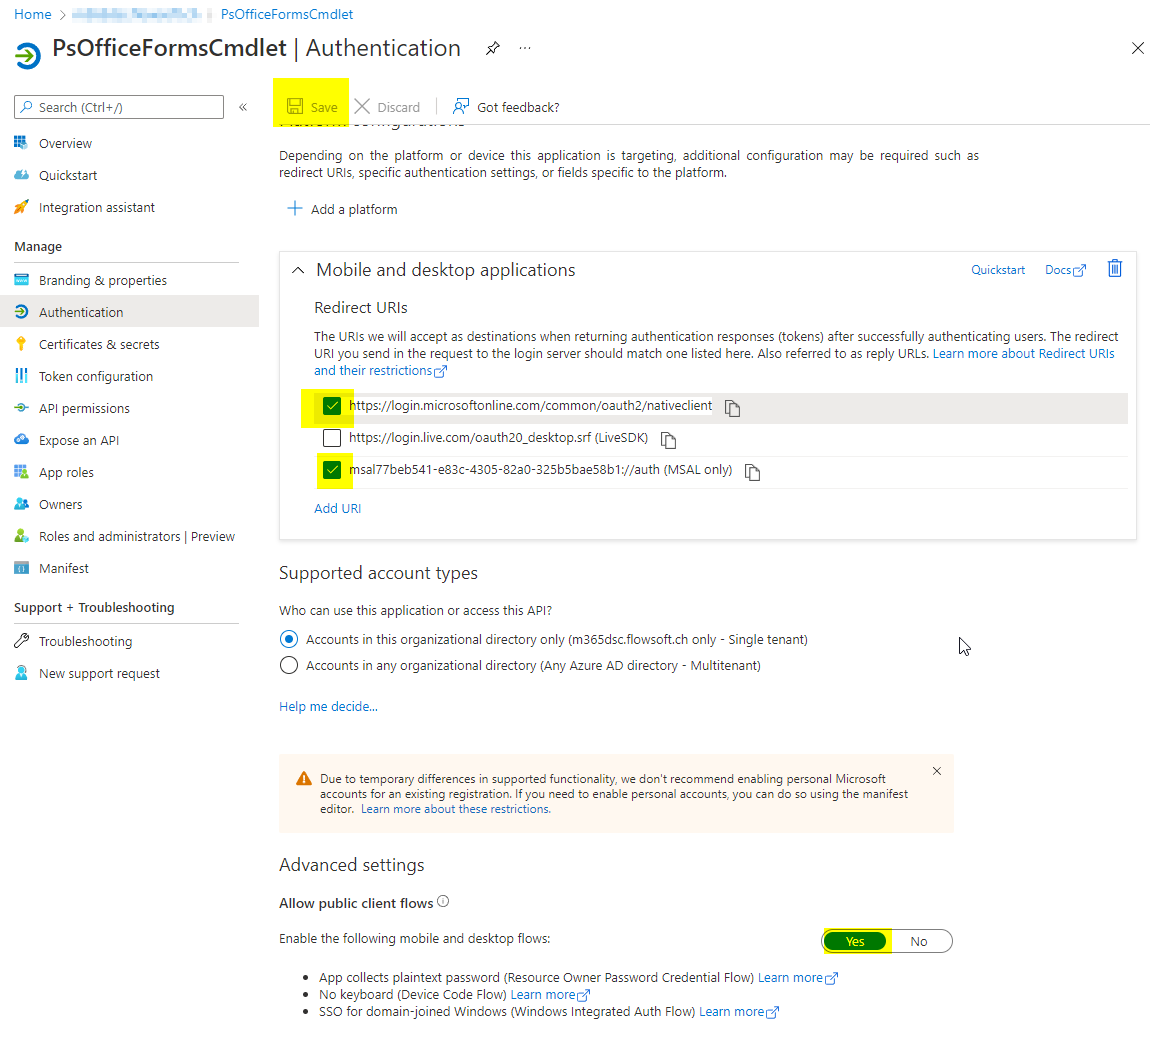 Home
PsOfficeFormsCmdlet
PsOfficeFormsCmdlet | Authentication
Search (Ctrl+/)
Save
Discard
Got feedback?
Overview
Quickstart
Integration assistant
Manage
Branding & properties
Authentication
Certificates & secrets
Token configuration
API permissions
Expose an API
App roles
Owners
Roles and administrators | Preview
Manifest
Support + Troubleshooting
Troubleshooting
New support request
Platform configurations
Depending on the platform or device this application is targeting, additional configuration may be required such as
redirect URIs, specific authentication settings, or fields specific to the platform.
Add a platform
Mobile and desktop applications
Quickstart
Docs
Redirect URIs
The URIs we will accept as destinations when returning authentication responses (tokens) after successfully authenticating users. The redirect
URI you send in the request to the login server should match one listed here. Also referred to as reply URLs. Learn more about Redirect URIs
and their restrictions
https://login.microsoftonline.com/common/oauth2/nativeclient
https://login.live.com/oauth20_desktop.srf (LiveSDK)
msal77beb541-e83c-4305-82a0-325b5bae58b1://auth (MSAL only)
Add URI
Supported account types
Who can use this application or access this API?
Accounts in this organizational directory only (m365dsc.flowsoft.ch only - Single tenant)
Accounts in any organizational directory (Any Azure AD directory - Multitenant)
Help me decide...
Due to temporary differences in supported functionality, we don't recommend enabling personal Microsoft
accounts for an existing registration. If you need to enable personal accounts, you can do so using the manifest
editor. Learn more about these restrictions.
Advanced settings
Allow public client flows
Enable the following mobile and desktop flows:
Yes
No
App collects plaintext password (Resource Owner Password Credential Flow) Learn more
No keyboard (Device Code Flow) Learn more
SSO for domain-joined Windows (Windows Integrated Auth Flow) Learn more